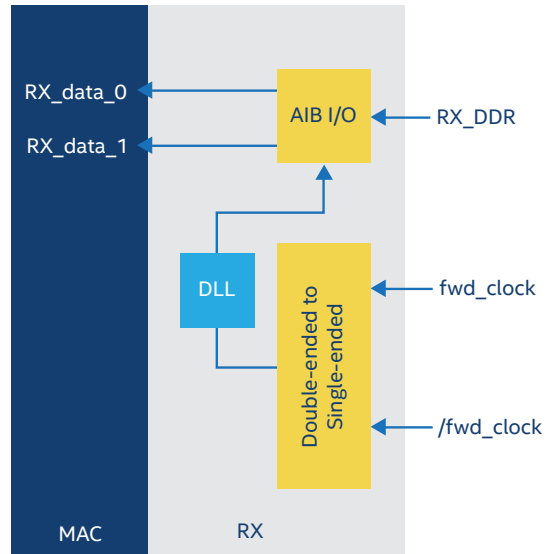 RX_data_0
AIB I/O
RX_DDR
RX_data_1
DLL
Double-ended to
Single-ended
fwd_clock
/fwd_clock
MAC
RX